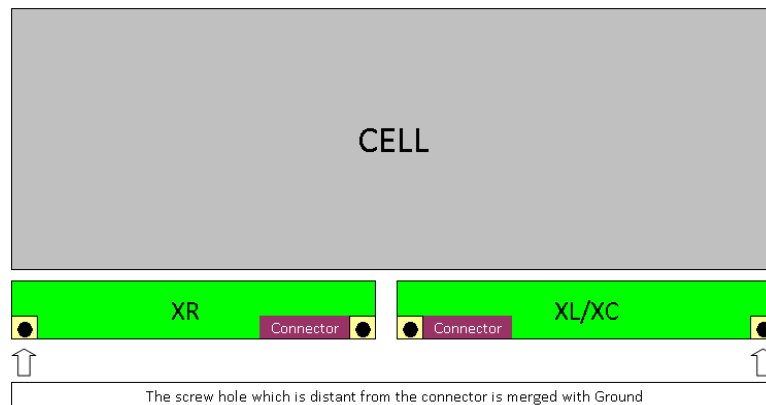 CELL
XR
XL/XC
Connector
Connector
The screw hole which is distant from the connector is merged with Ground